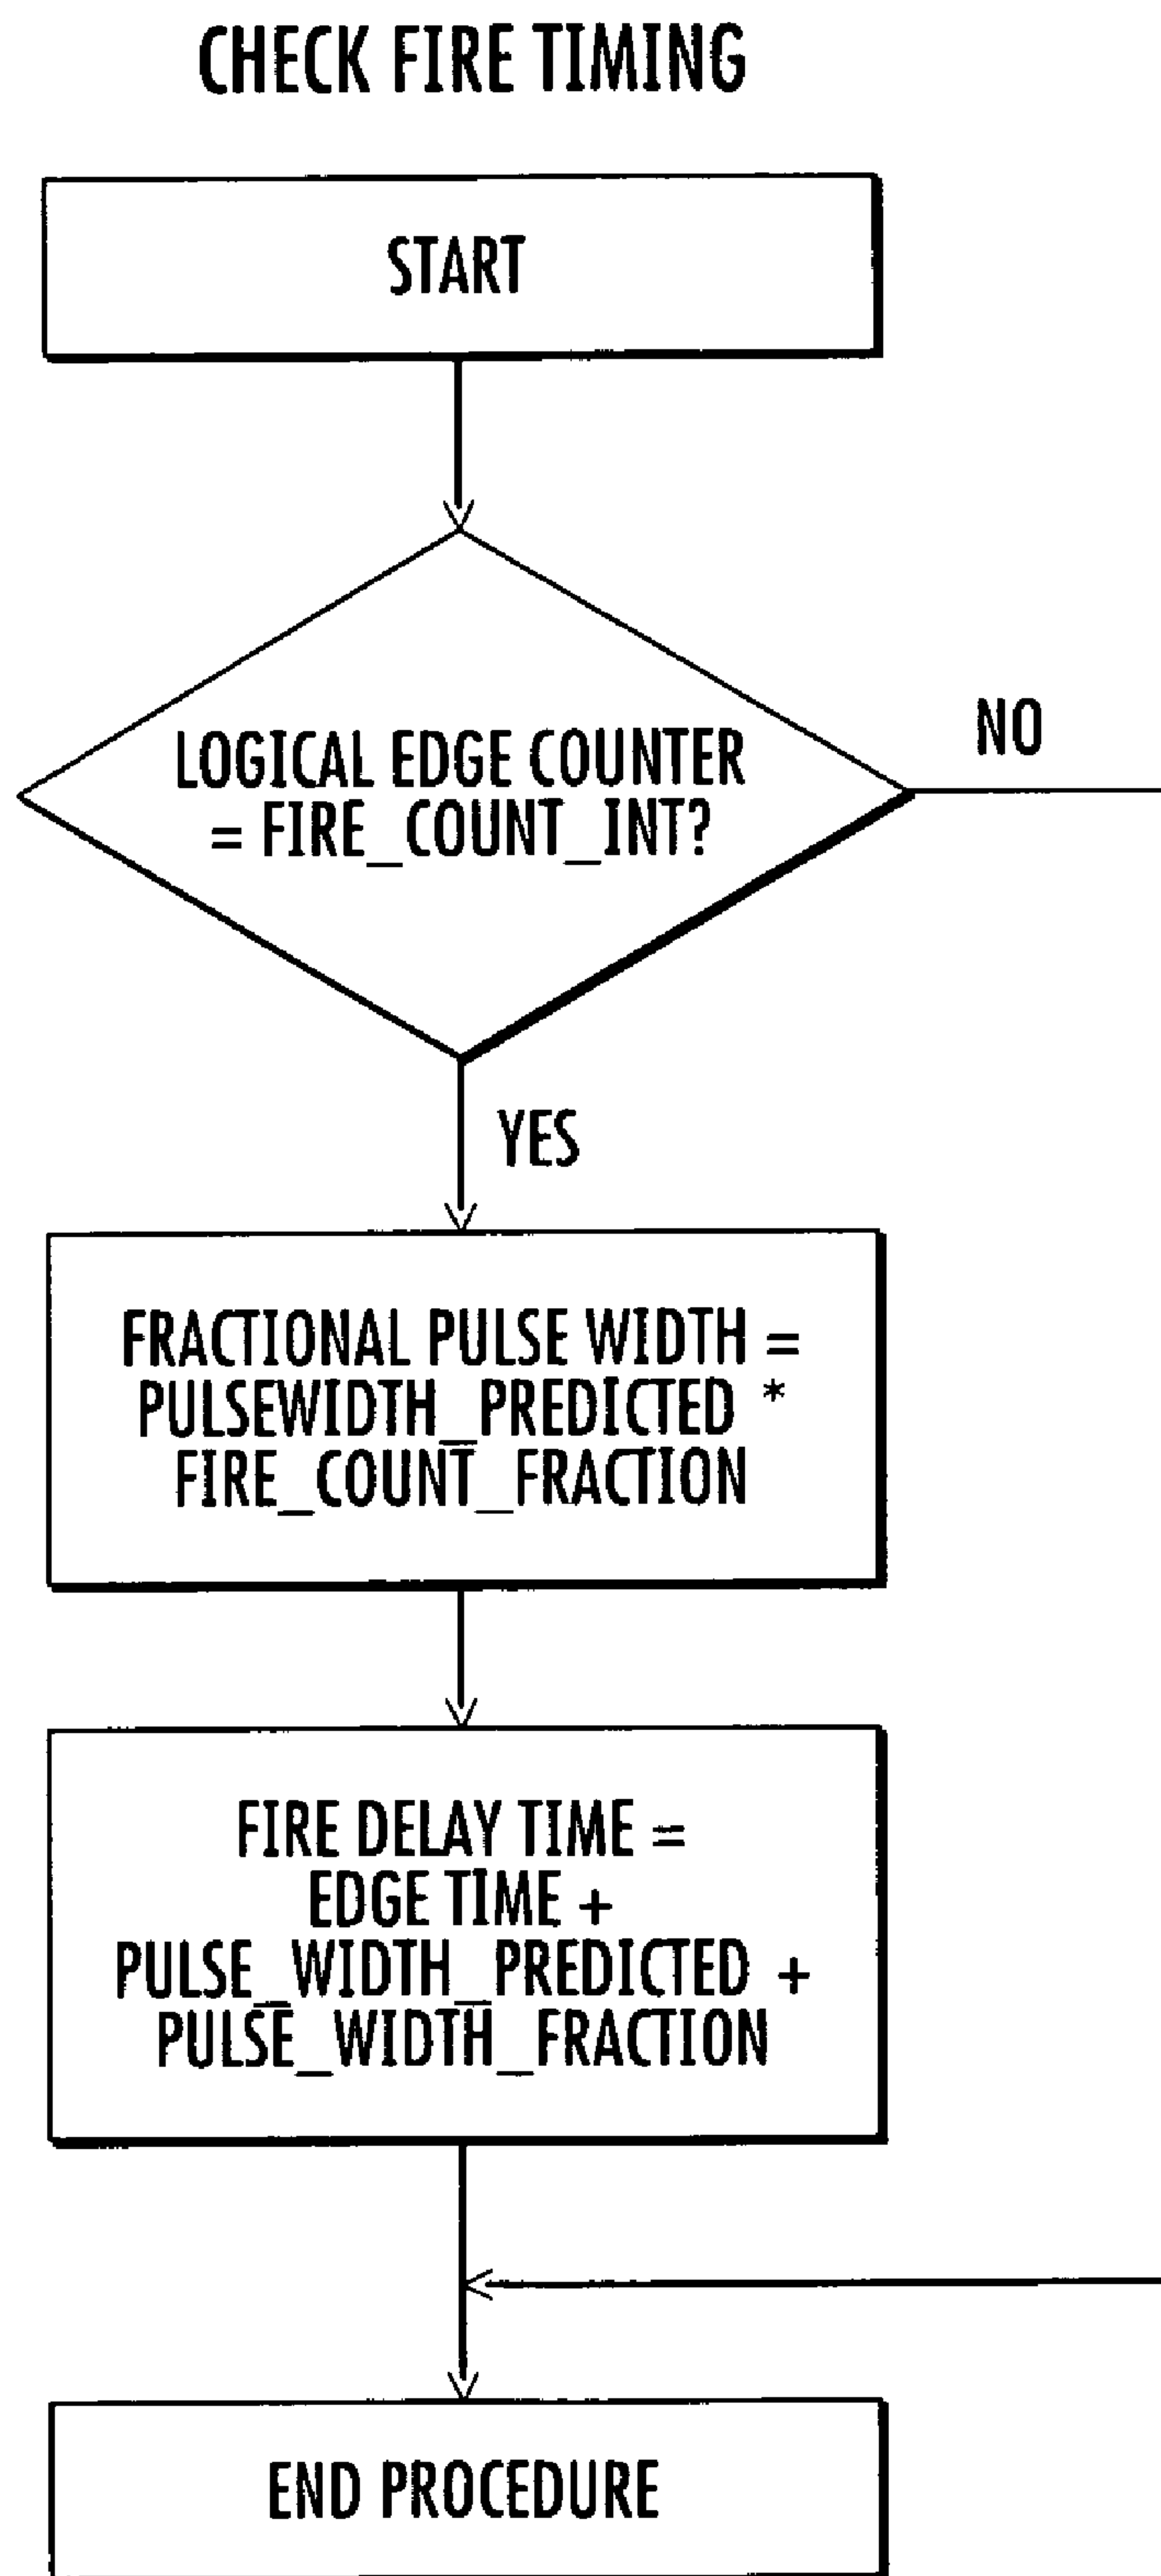 CHECK FIRE TIMING
START
LOGICAL EDGE COUNTER
= FIRE_COUNT_INT?
NO
YES
FRACTIONAL PULSE WIDTH =
PULSEWIDTH_PREDICTED *
FIRE_COUNT_FRACTION
FIRE DELAY TIME =
EDGE TIME +
PULSE_WIDTH_PREDICTED +
PULSE_WIDTH_FRACTION
END PROCEDURE